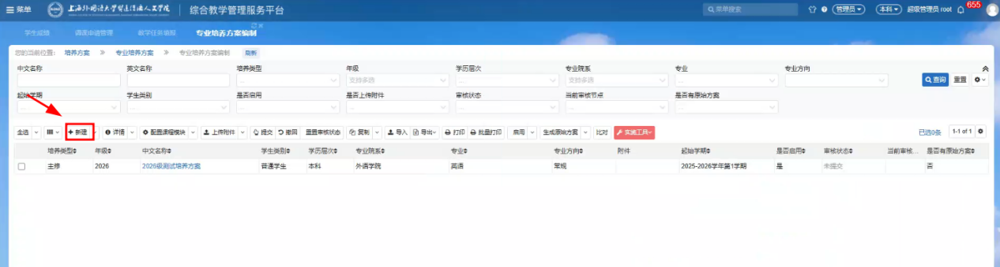 菜单 上海外国语大学贤达经济人文学院 综合教学管理服务平台 菜单搜索 管理员 本科 超级管理员 root 655
学生成绩 调课申请管理 教学任务填报 专业培养方案编制
您的当前位置: 培养方案 》 专业培养方案 》 专业培养方案编制 刷新
中文名称 英文名称 培养类型 年级 学历层次 专业院系 专业 专业方向
... 支持多选 ... 支持多选 ... ... 查询 重置
起始学期 学生类别 是否启用 是否上传附件 审核状态 当前审核节点 是否有原始方案
... ... ... ... ... ... ...
全选 新建 详情 配置课程模块 上传附件 提交 撤回 重置审核状态 复制 导入 导出 打印 批量打印 启用 生成原始方案 比对 实施工具 已选0条 1-1 of 1
培养类型 年级 中文名称 学生类别 学历层次 专业院系 专业 专业方向 附件 起始学期 是否启用 审核状态 当前审核... 是否有原始方案
主修 2026 2026级测试培养方案 普通学生 本科 外语学院 英语 常规 2025-2026学年第1学期 是 未提交 否